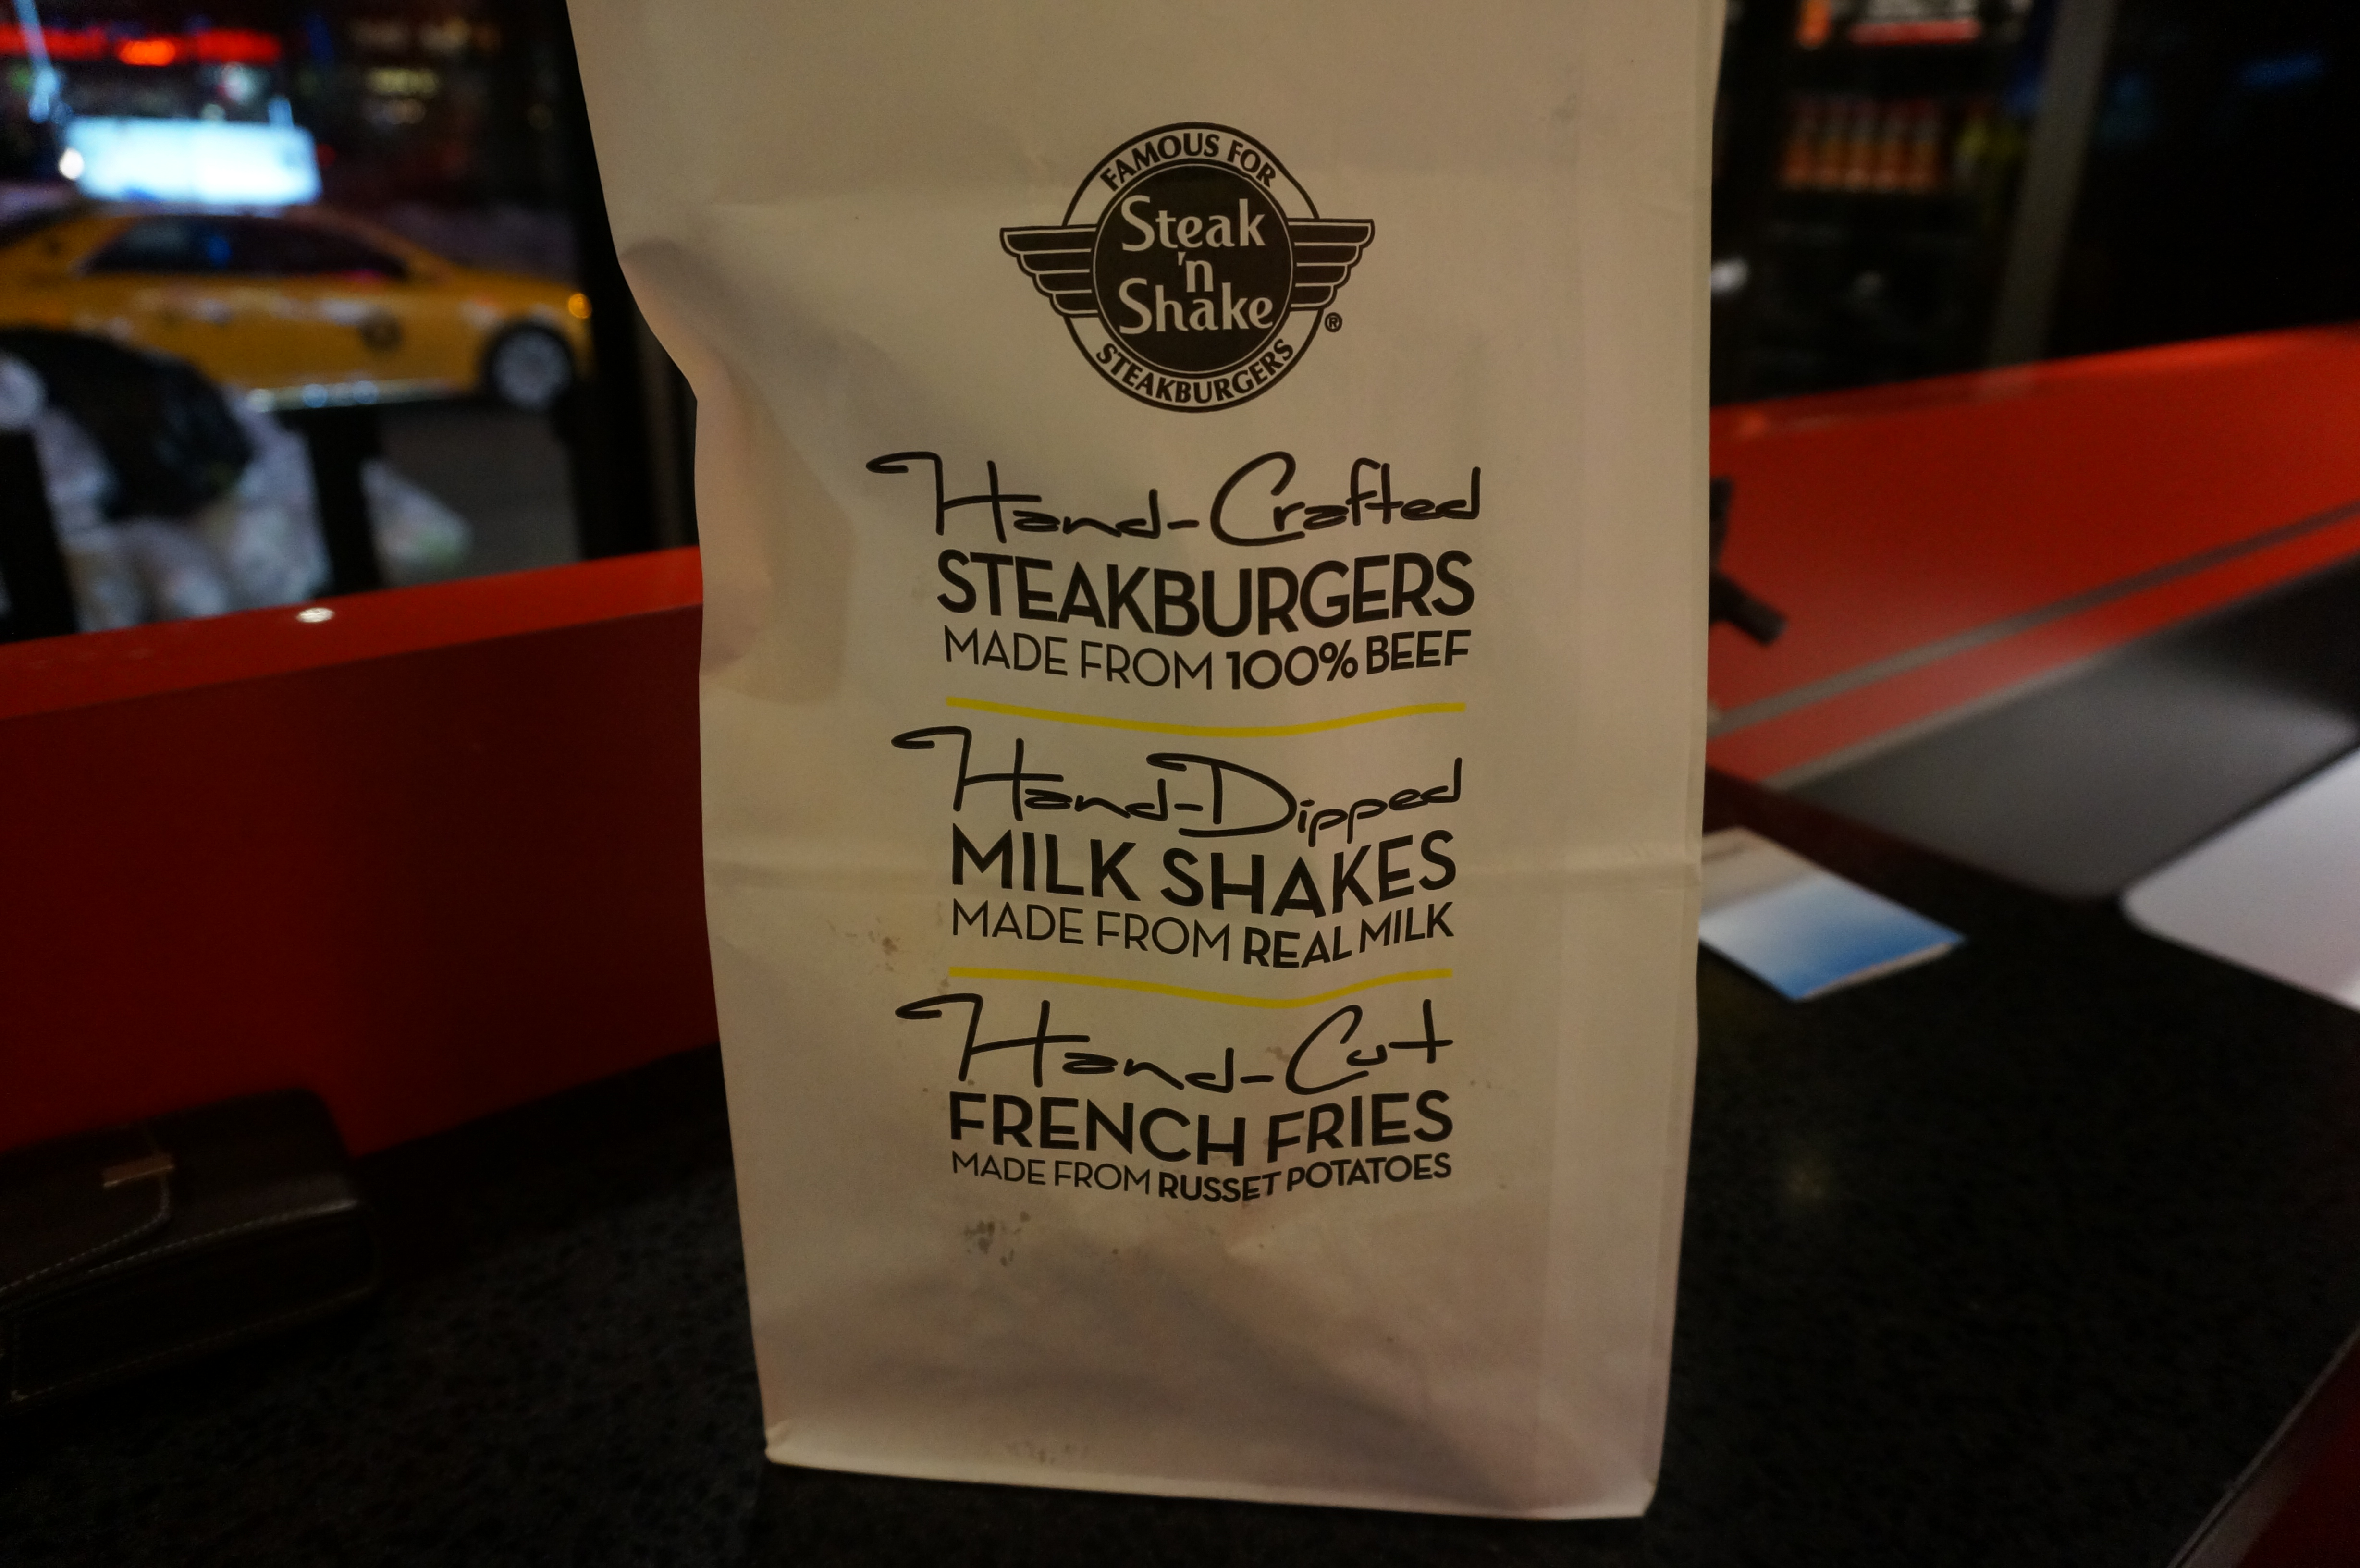 FAMOUS FOR
Steak
'n
Shake
®
STEAKBURGERS
Hand-Crafted
STEAKBURGERS
MADE FROM 100% BEEF
Hand-Dipped
MILK SHAKES
MADE FROM REAL MILK
Hand-Cut
FRENCH FRIES
MADE FROM RUSSET POTATOES